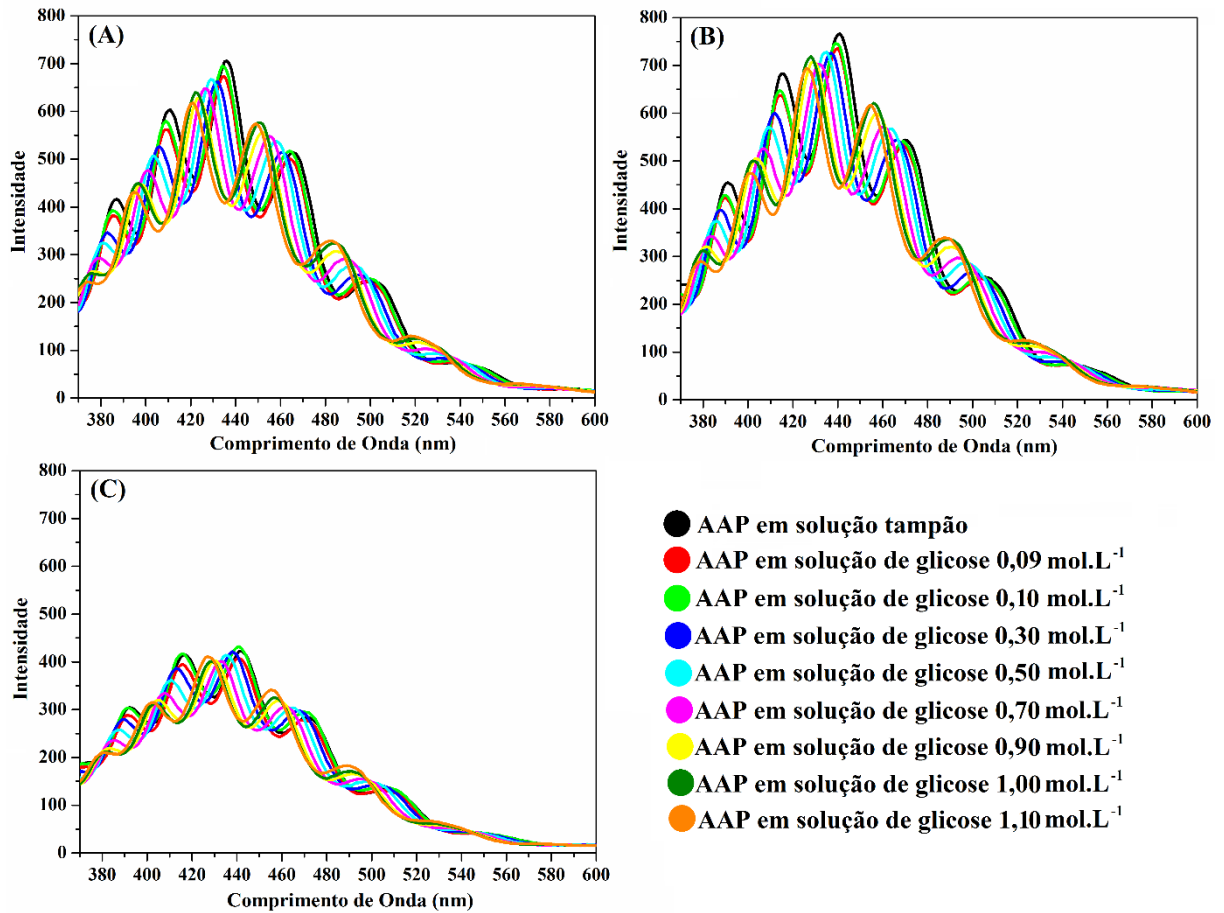 (A)
Intensidade
800
700
600
500
400
300
200
100
0
380 400 420 440 460 480 500 520 540 560 580 600
Comprimento de Onda (nm)
(B)
Intensidade
800
700
600
500
400
300
200
100
0
380 400 420 440 460 480 500 520 540 560 580 600
Comprimento de Onda (nm)
(C)
Intensidade
800
700
600
500
400
300
200
100
0
380 400 420 440 460 480 500 520 540 560 580 600
Comprimento de Onda (nm)
AAP em solução tampão
AAP em solução de glicose 0,09 mol.L⁻¹
AAP em solução de glicose 0,10 mol.L⁻¹
AAP em solução de glicose 0,30 mol.L⁻¹
AAP em solução de glicose 0,50 mol.L⁻¹
AAP em solução de glicose 0,70 mol.L⁻¹
AAP em solução de glicose 0,90 mol.L⁻¹
AAP em solução de glicose 1,00 mol.L⁻¹
AAP em solução de glicose 1,10 mol.L⁻¹